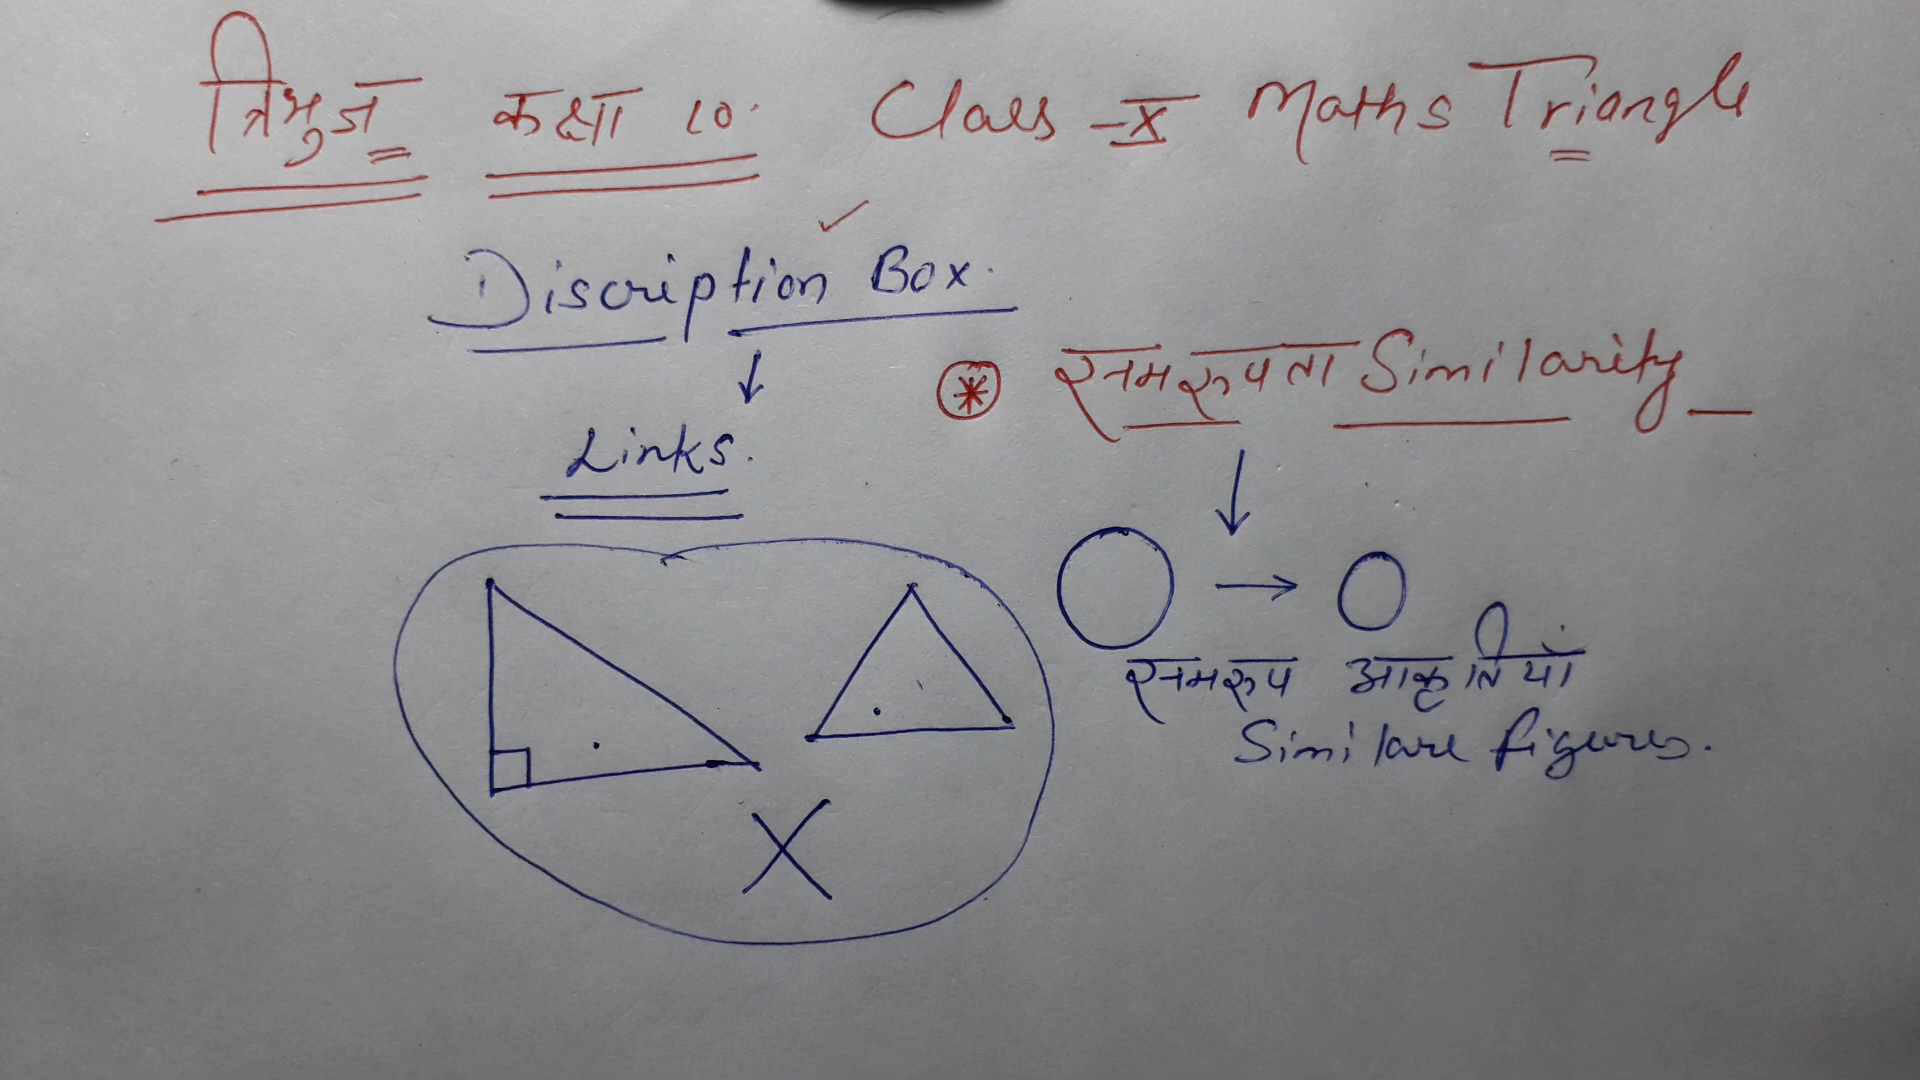 त्रिभुज कक्षा 10. Class -X Maths Triangle
Discription Box.
Links.
* समरूपता Similarity
समरूप आकृतियां
Similare figures.
X